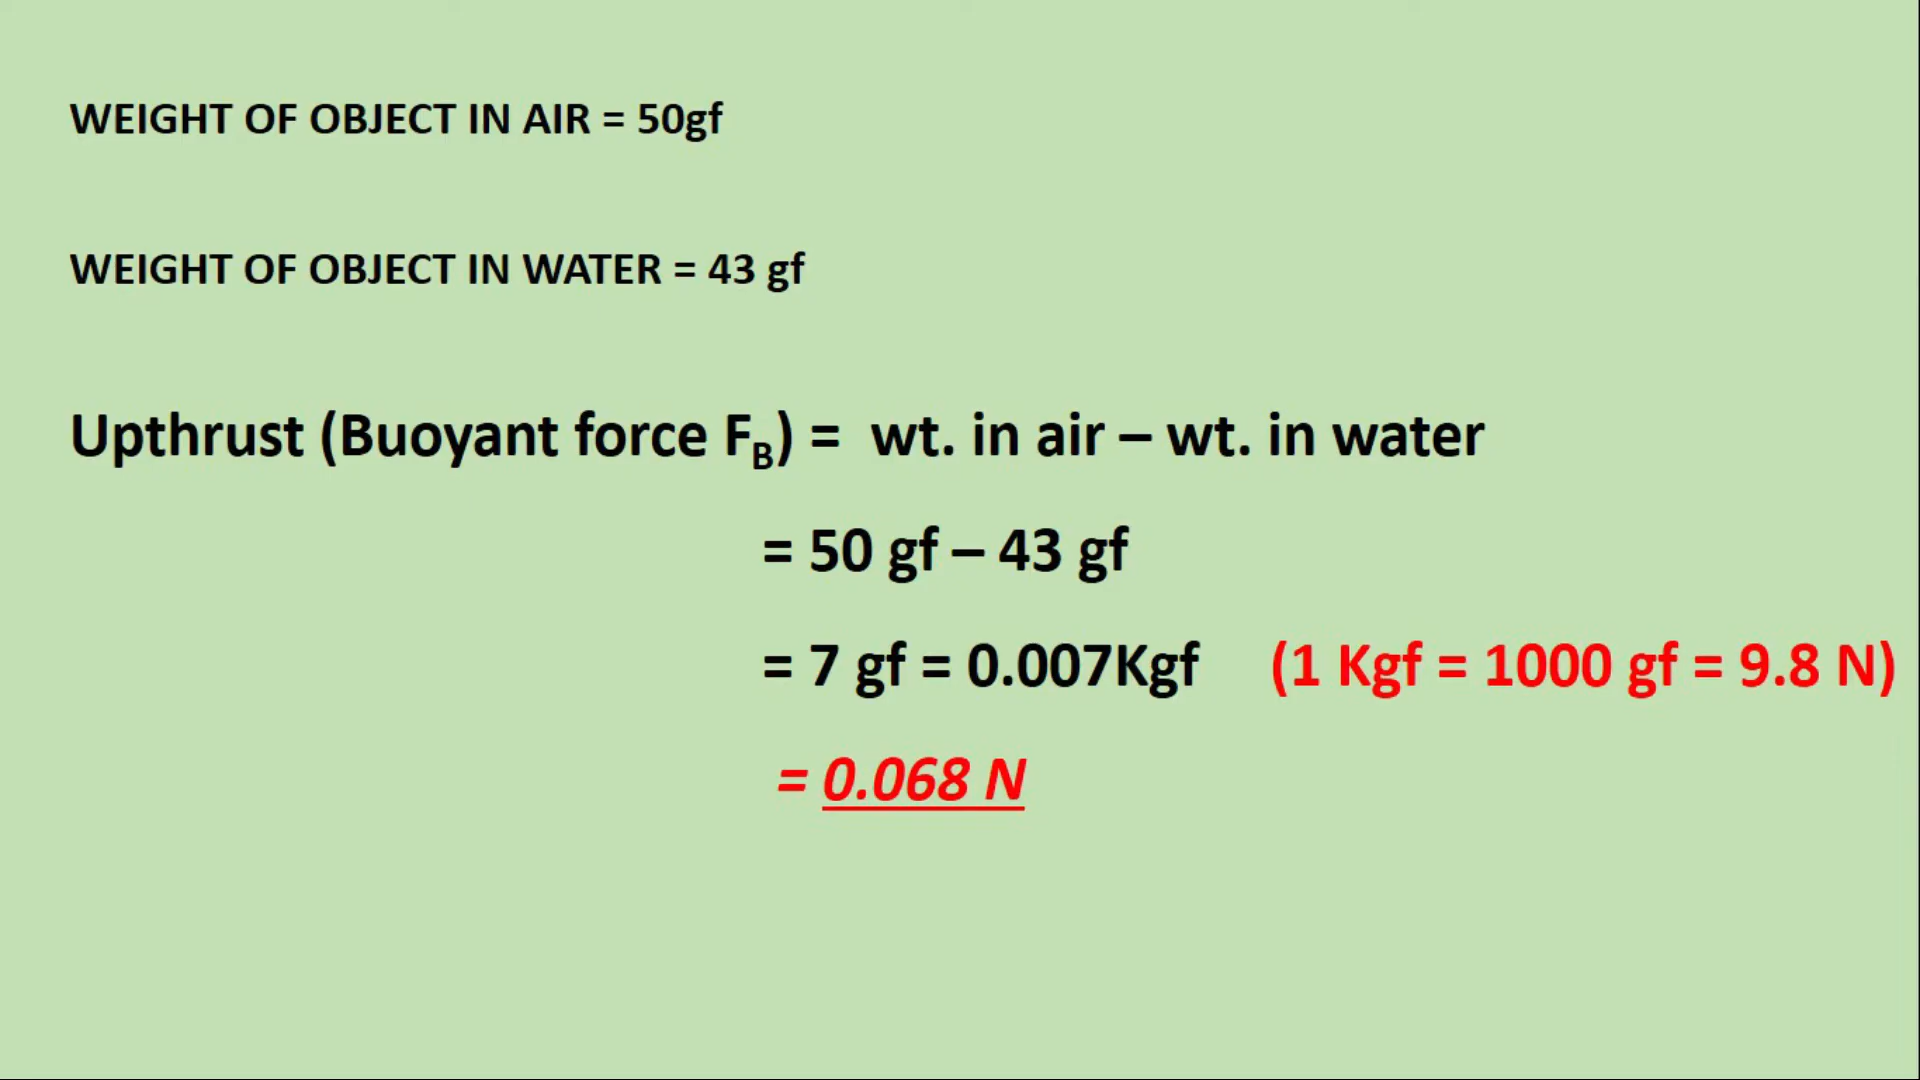 WEIGHT OF OBJECT IN AIR = 50gf
WEIGHT OF OBJECT IN WATER = 43 gf
Upthrust (Buoyant force F_B) = wt. in air – wt. in water
= 50 gf – 43 gf
= 7 gf = 0.007Kgf (1 Kgf = 1000 gf = 9.8 N)
= 0.068 N